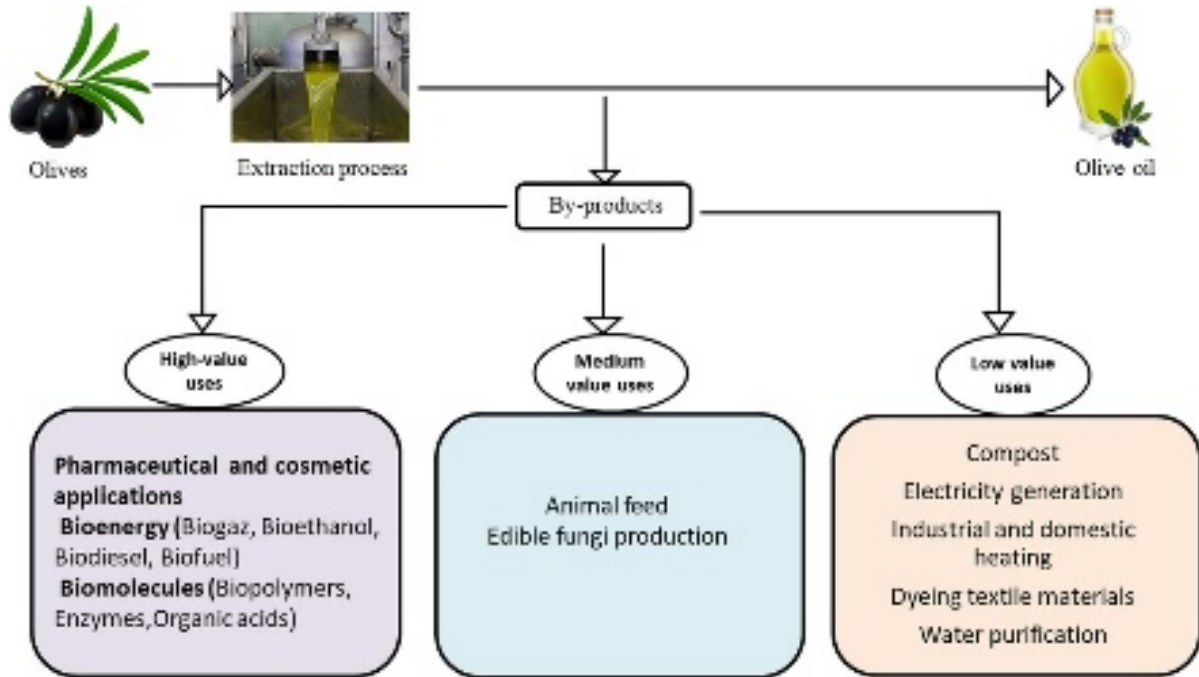 Olives
Extraction process
Olive oil
By-products
High-value
uses
Medium
value uses
Low value
uses
Pharmaceutical and cosmetic
applications
Bioenergy (Biogaz, Bioethanol,
Biodiesel, Biofuel)
Biomolecules (Biopolymers,
Enzymes,Organic acids)
Animal feed
Edible fungi production
Compost
Electricity generation
Industrial and domestic
heating
Dyeing textile materials
Water purification